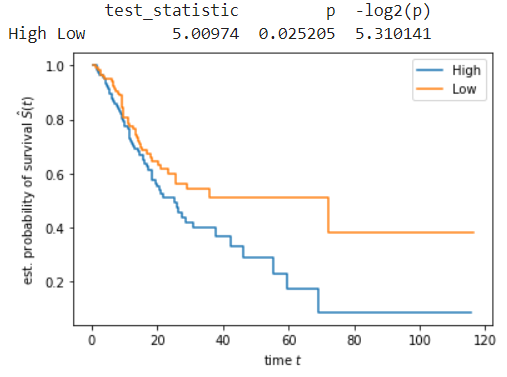 test_statistic p -log2(p)
High Low 5.00974 0.025205 5.310141
High
Low
est. probability of survival Ŝ(t)
1.0
0.8
0.6
0.4
0.2
0 20 40 60 80 100 120
time t